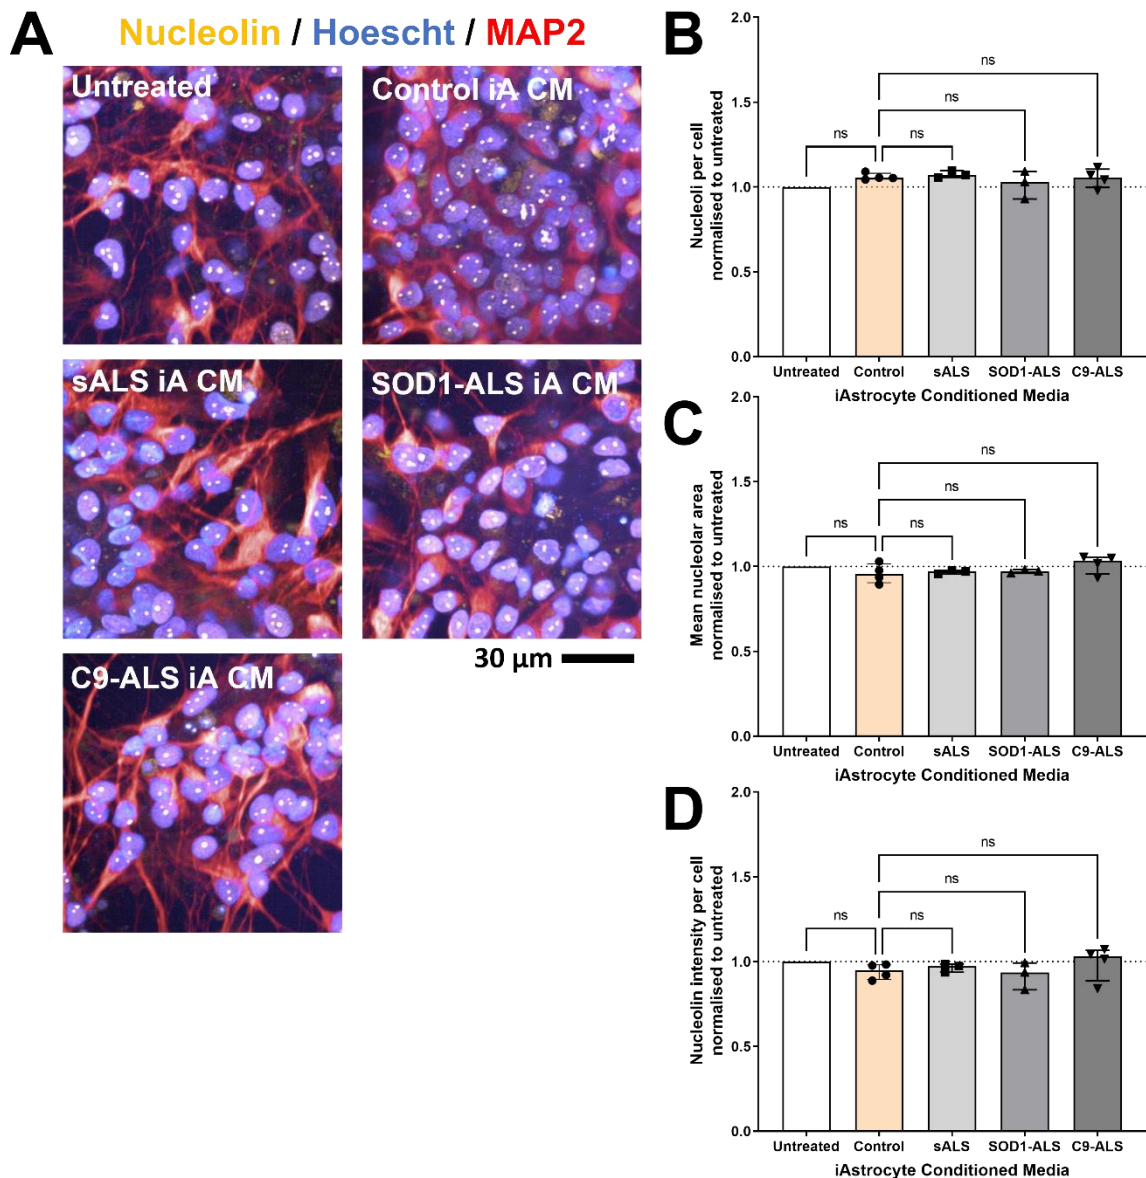 A
Nucleolin / Hoescht / MAP2
Untreated
Control iA CM
sALS iA CM
SOD1-ALS iA CM
30 µm
C9-ALS iA CM
B
Nucleoli per cell
normalised to untreated
2.0
1.5
1.0
0.5
0.0
ns
ns
ns
ns
Untreated Control sALS SOD1-ALS C9-ALS
iAstrocyte Conditioned Media
C
Mean nucleolar area
normalised to untreated
2.0
1.5
1.0
0.5
0.0
ns
ns
ns
ns
Untreated Control sALS SOD1-ALS C9-ALS
iAstrocyte Conditioned Media
D
Nucleolin intensity per cell
normalised to untreated
2.0
1.5
1.0
0.5
0.0
ns
ns
ns
ns
Untreated Control sALS SOD1-ALS C9-ALS
iAstrocyte Conditioned Media